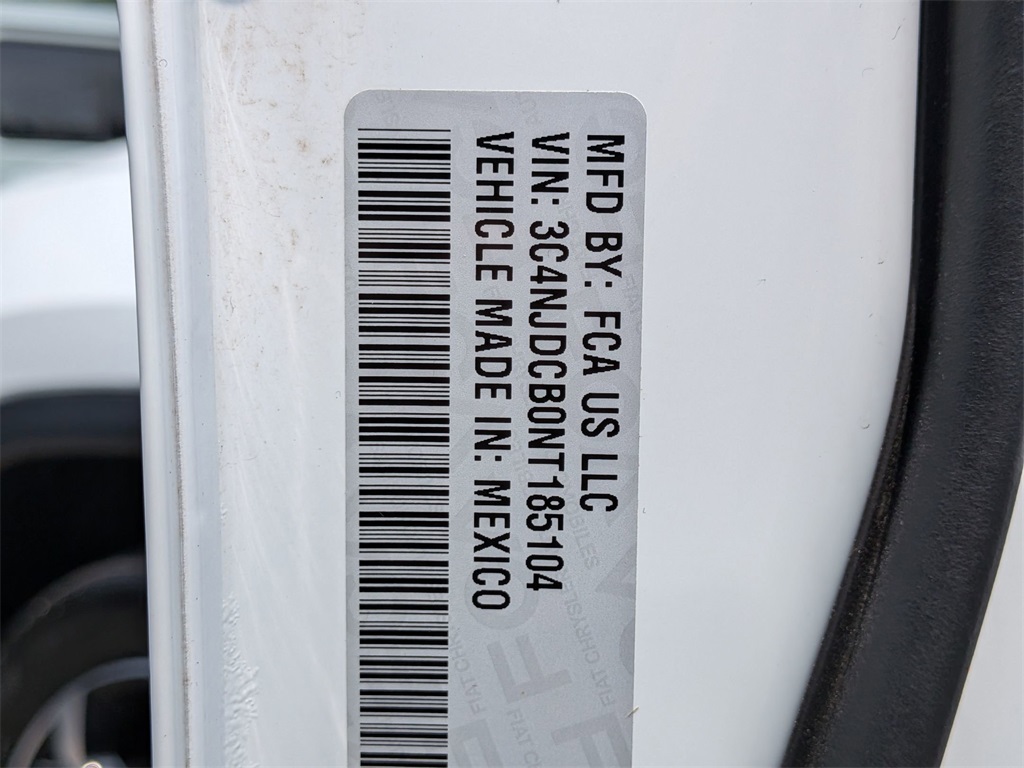 MFD BY: FCA US LLC
VIN: 3C4NJDCB0NT185104
VEHICLE MADE IN: MEXICO